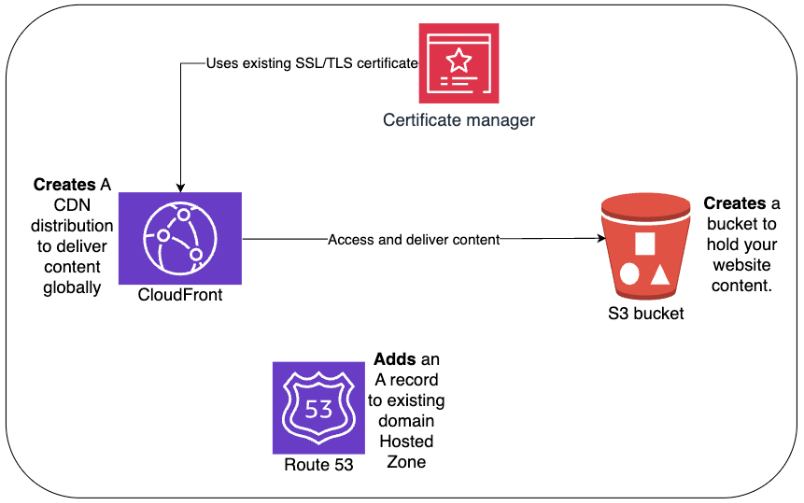 Uses existing SSL/TLS certificate
Certificate manager
Creates A
CDN
distribution
to deliver
content
globally
CloudFront
Access and deliver content
Creates a
bucket to
hold your
website
content.
S3 bucket
53
Route 53
Adds an
A record
to existing
domain
Hosted
Zone